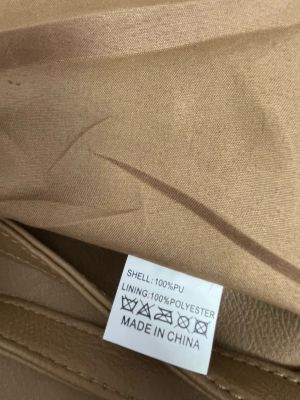 SHELL:100%PU
LINING:100%POLYESTER
MADE IN CHINA